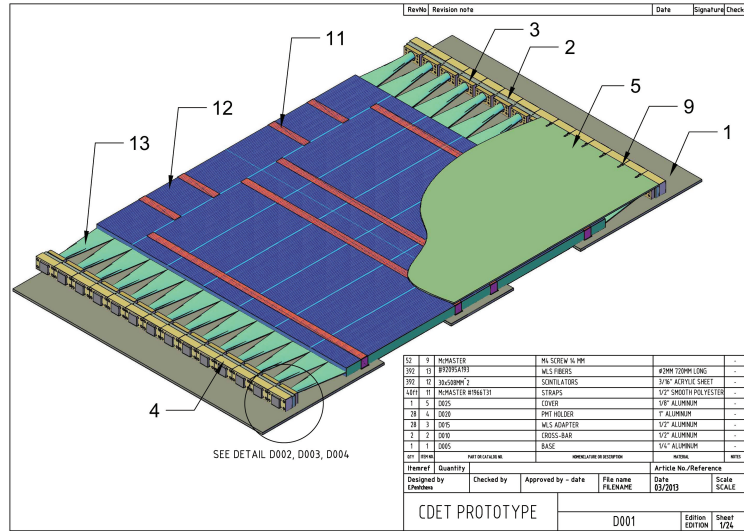 RevNo Revision note Date Signature Check
11
3
2
12
5
9
13
1
4
SEE DETAIL D002, D003, D004
52 9 McMASTER M4 SCREW 14 MM -
392 13 #92095A193 WLS FIBERS Ø2MM 720MM LONG -
392 12 30x508MM^2 SCINTILATORS 3/16" ACRYLIC SHEET -
40ft 11 McMASTER #1966T31 STRAPS 1/2" SMOOTH POLYESTER -
1 5 D025 COVER 1/8" ALUMINUM -
28 4 D020 PMT HOLDER 1" ALUMINUM -
28 3 D015 WLS ADAPTER 1/2" ALUMINUM -
2 2 D010 CROSS-BAR 1/2" ALUMINUM -
1 1 D005 BASE 1/4" ALUMINUM -
QTY ITEM NO. PART OR CATALOG NO. NOMENCLATURE OR DESCRIPTION MATERIAL NOTES
Itemref Quantity Article No./Reference
Designed by Checked by Approved by - date File name Date Scale
E.Pentcheva FILENAME 03/2013 SCALE
CDET PROTOTYPE D001 Edition Sheet
EDITION 1/24